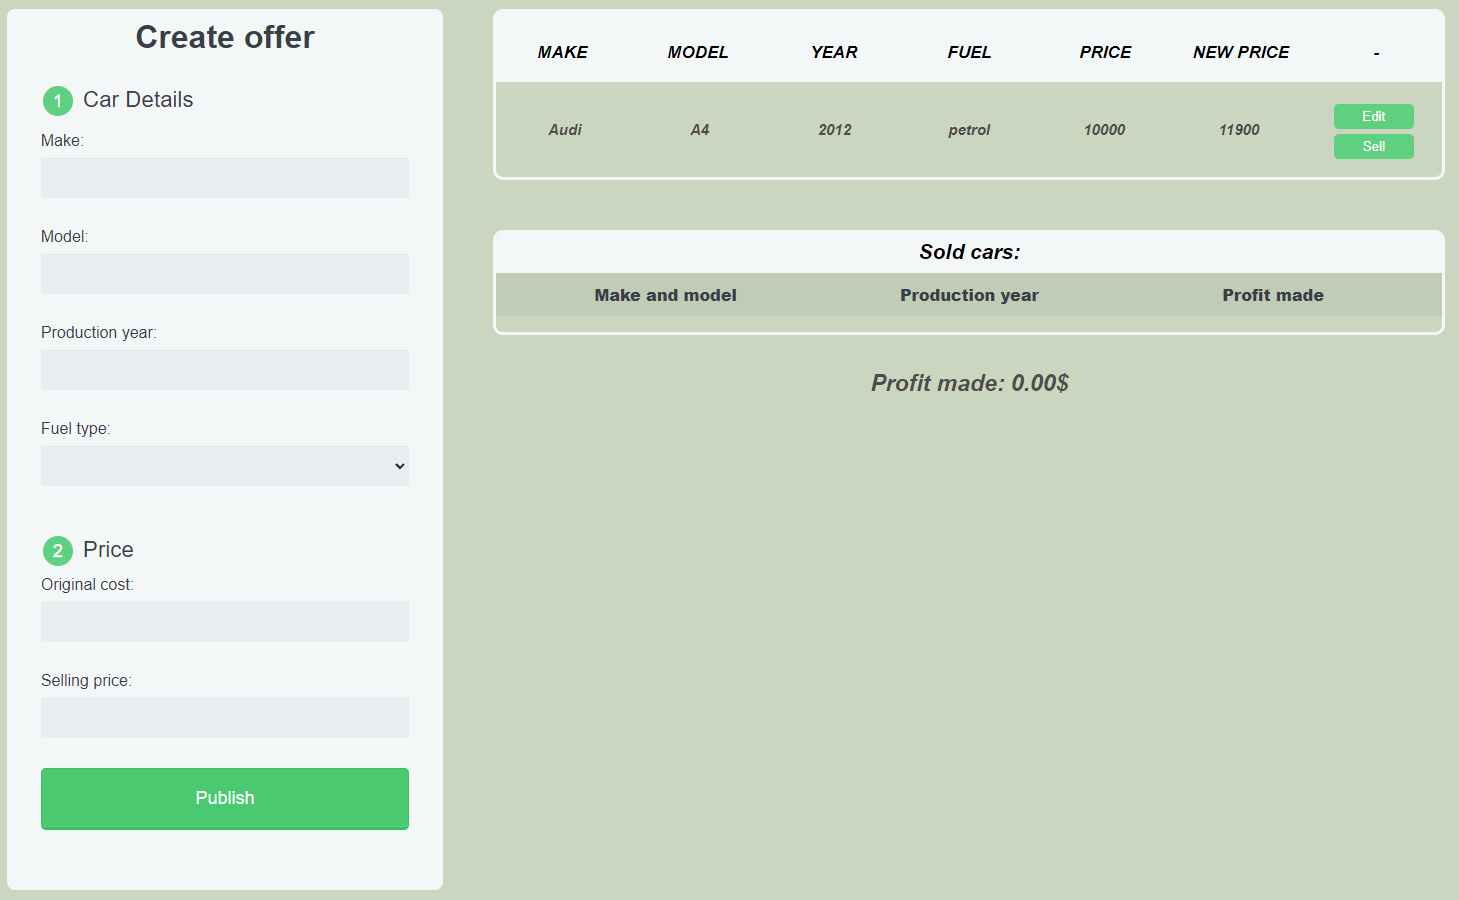 Create offer
1 Car Details
Make:
Model:
Production year:
Fuel type:
2 Price
Original cost:
Selling price:
Publish
MAKE MODEL YEAR FUEL PRICE NEW PRICE -
Audi A4 2012 petrol 10000 11900 Edit
Sell
Sold cars:
Make and model Production year Profit made
Profit made: 0.00$